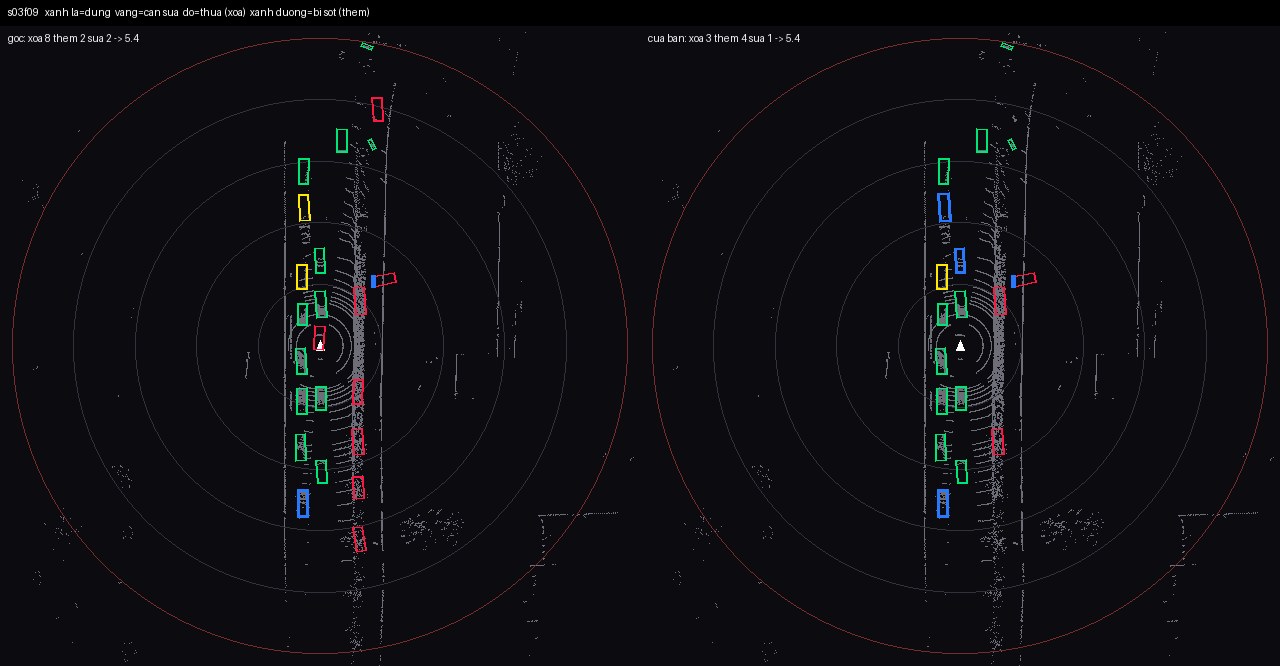 s03f09 xanh la=dung vang=can sua do=thua (xoa) xanh duong=bi sot (them)
goc: xoa 8 them 2 sua 2 -> 5.4
cua ban: xoa 3 them 4 sua 1 -> 5.4